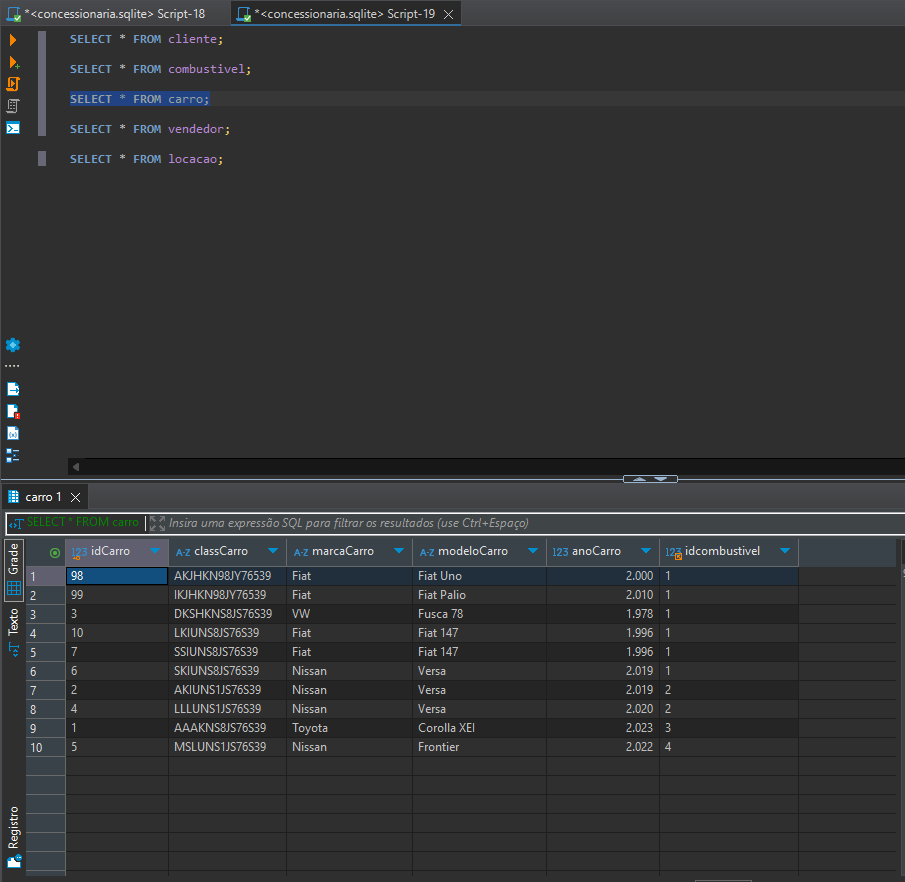 *<concessionaria.sqlite> Script-18
*<concessionaria.sqlite> Script-19
SELECT * FROM cliente;
SELECT * FROM combustivel;
SELECT * FROM carro;
SELECT * FROM vendedor;
SELECT * FROM locacao;
carro 1
SELECT * FROM carro
Insira uma expressão SQL para filtrar os resultados (use Ctrl+Espaço)
Grade
Texto
Registro
123 idCarro A-Z classCarro A-Z marcaCarro A-Z modeloCarro 123 anoCarro 123 idcombustivel
1 98 AKJHKN98JY76539 Fiat Fiat Uno 2.000 1
2 99 IKJHKN98JY76539 Fiat Fiat Palio 2.010 1
3 3 DKSHKNS8JS76S39 VW Fusca 78 1.978 1
4 10 LKIUNS8JS76S39 Fiat Fiat 147 1.996 1
5 7 SSIUNS8JS76S39 Fiat Fiat 147 1.996 1
6 6 SKIUNS8JS76S39 Nissan Versa 2.019 1
7 2 AKIUNS1JS76S39 Nissan Versa 2.019 2
8 4 LLLUNS1JS76S39 Nissan Versa 2.020 2
9 1 AAAKNS8JS76S39 Toyota Corolla XEI 2.023 3
10 5 MSLUNS1JS76S39 Nissan Frontier 2.022 4